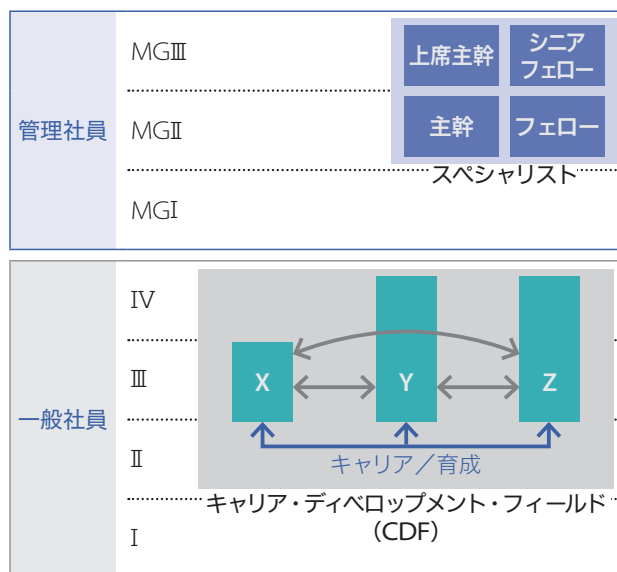 管理社員
MGⅢ
MGⅡ
MGⅠ
上席主幹
シニア
フェロー
主幹
フェロー
スペシャリスト
一般社員
Ⅳ
Ⅲ
Ⅱ
Ⅰ
X
Y
Z
キャリア／育成
キャリア・ディベロップメント・フィールド
（CDF）